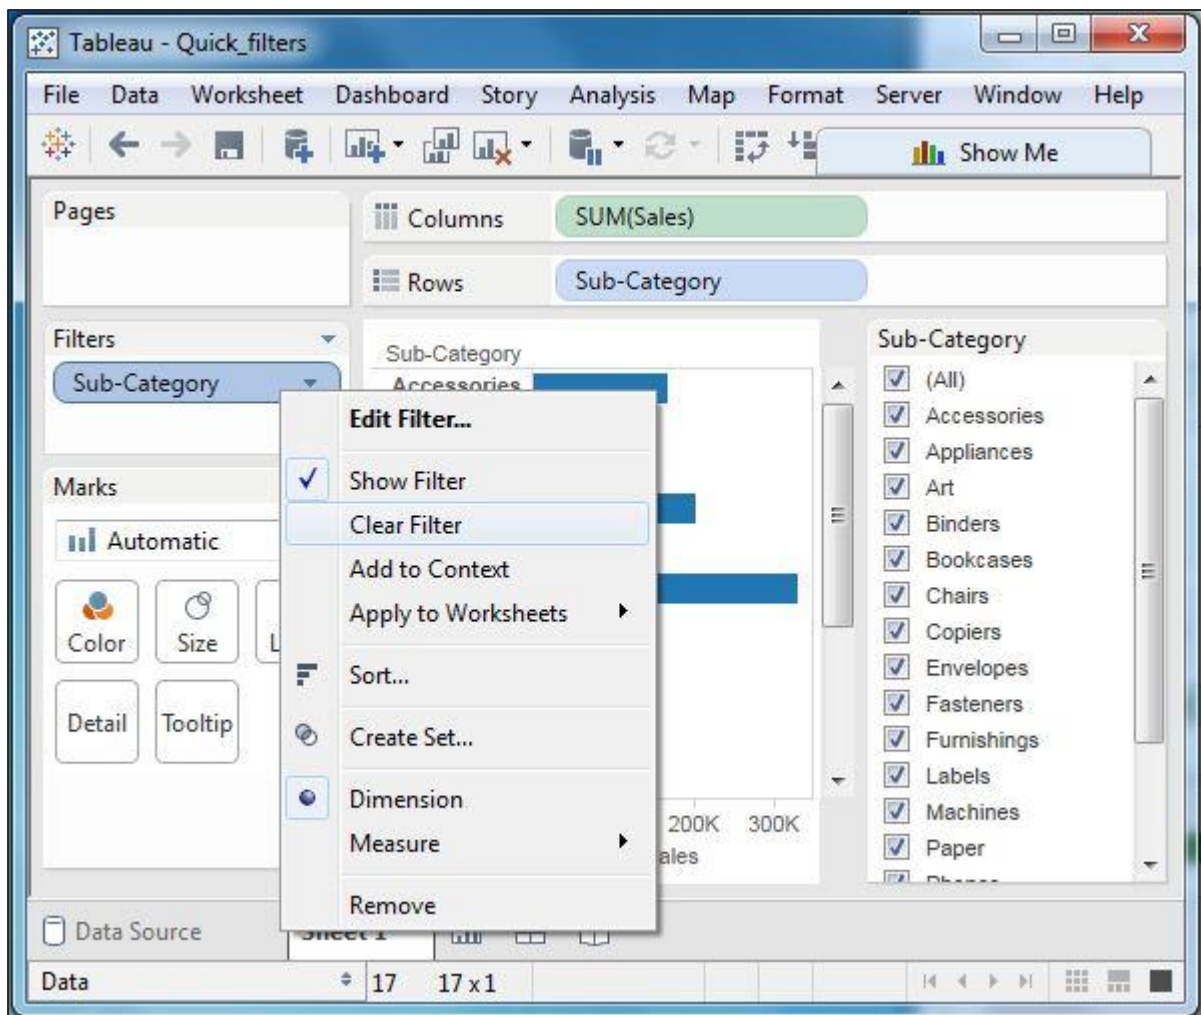 Tableau - Quick_filters
File Data Worksheet Dashboard Story Analysis Map Format Server Window Help
Show Me
Pages
Columns SUM(Sales)
Rows Sub-Category
Filters
Sub-Category
Sub-Category
Accessories
Edit Filter...
Show Filter
Clear Filter
Add to Context
Apply to Worksheets
Sort...
Create Set...
Dimension
Measure
Remove
Marks
Automatic
Color Size
Detail Tooltip
200K 300K
Sub-Category
(All)
Accessories
Appliances
Art
Binders
Bookcases
Chairs
Copiers
Envelopes
Fasteners
Furnishings
Labels
Machines
Paper
Data Source
Sheet 1
Data 17 17 x 1